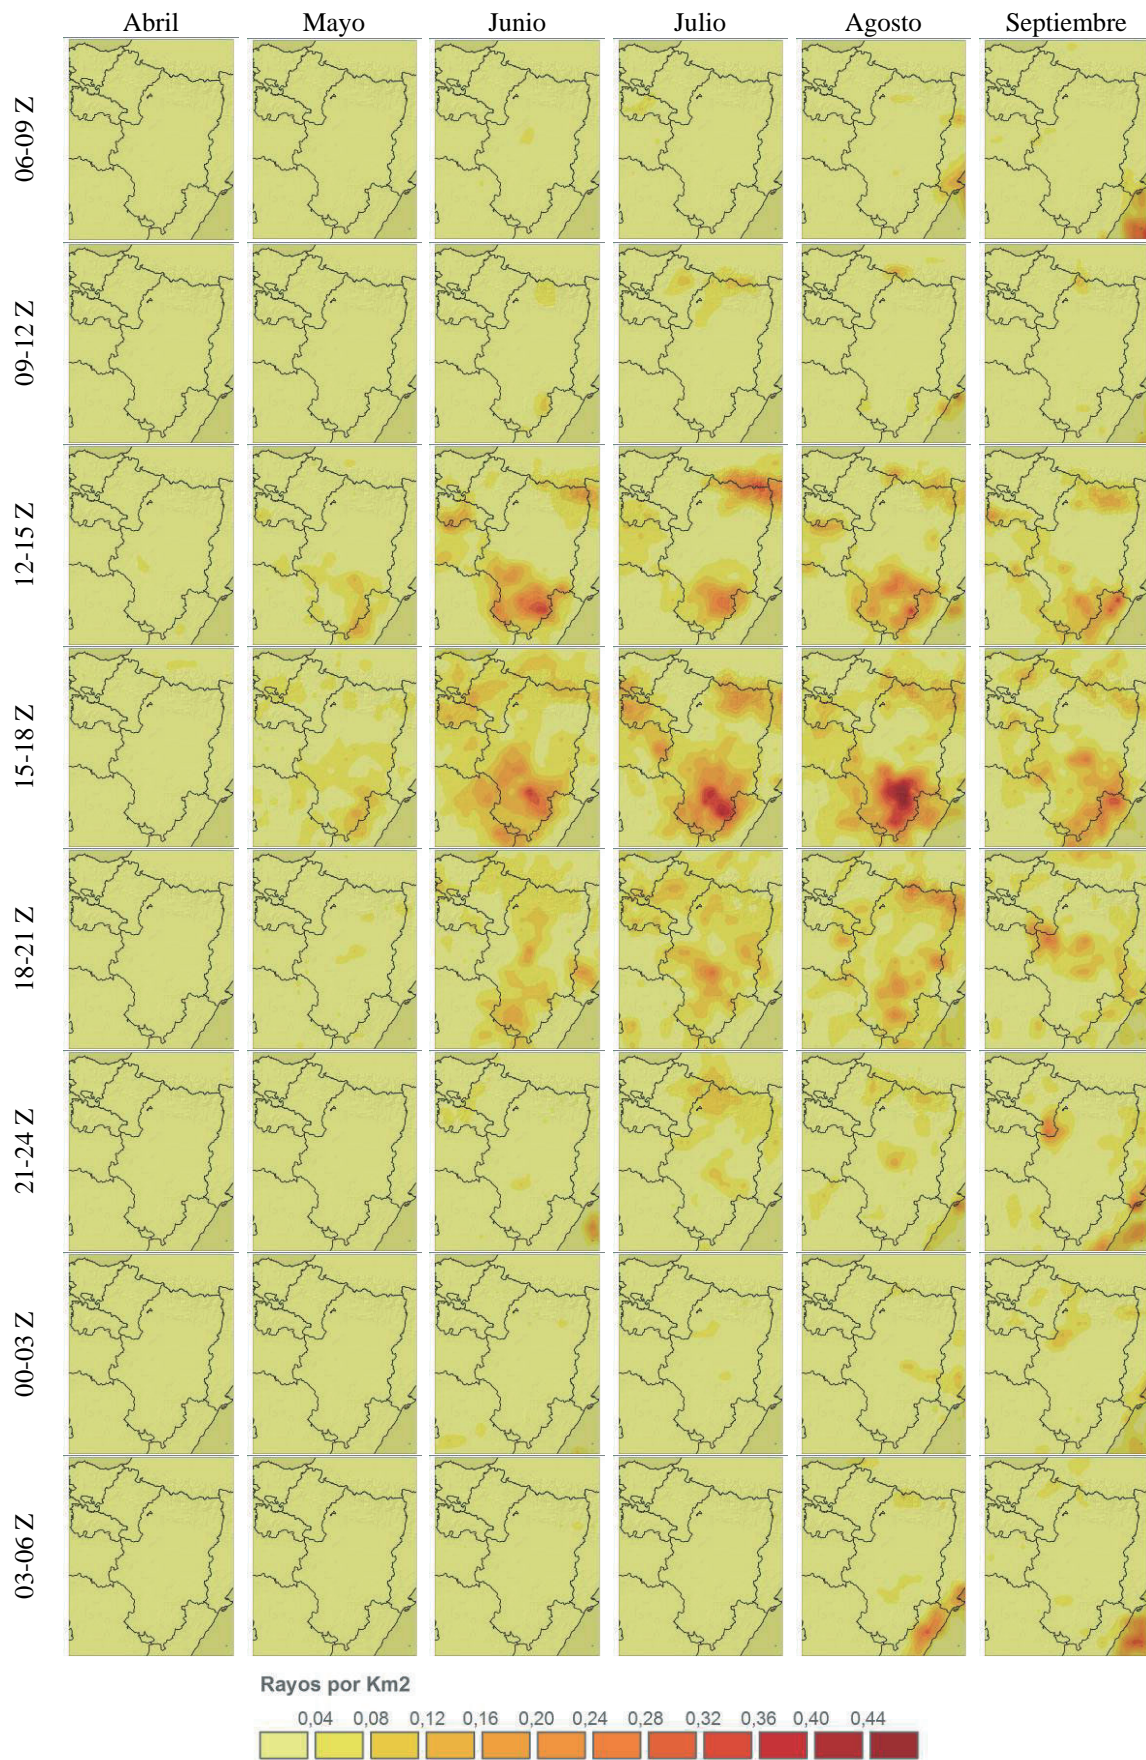 Abril Mayo Junio Julio Agosto Septiembre
06-09 Z
09-12 Z
12-15 Z
15-18 Z
18-21 Z
21-24 Z
00-03 Z
03-06 Z
Rayos por Km2
0,04 0,08 0,12 0,16 0,20 0,24 0,28 0,32 0,36 0,40 0,44